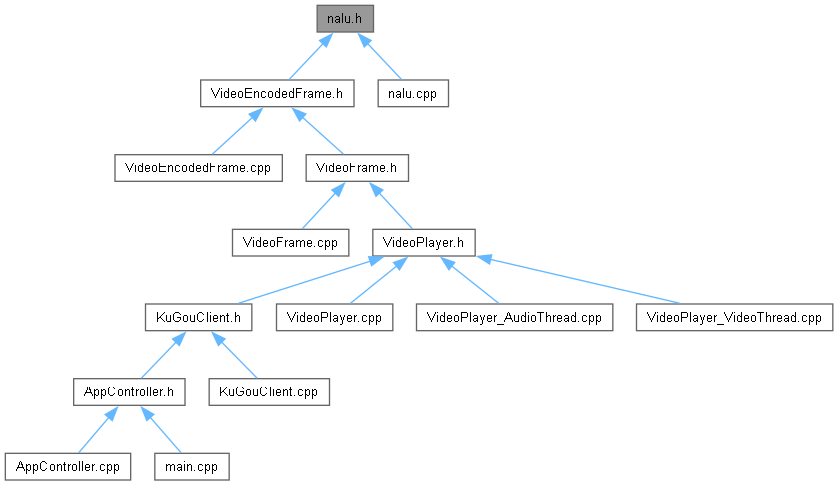 nalu.h
VideoEncodedFrame.h
nalu.cpp
VideoEncodedFrame.cpp
VideoFrame.h
VideoFrame.cpp
VideoPlayer.h
KuGouClient.h
VideoPlayer.cpp
VideoPlayer_AudioThread.cpp
VideoPlayer_VideoThread.cpp
AppController.h
KuGouClient.cpp
AppController.cpp
main.cpp